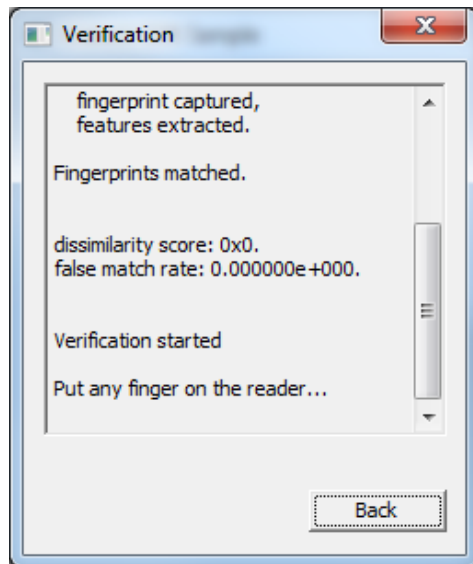 Verification
fingerprint captured,
features extracted.
Fingerprints matched.
dissimilarity score: 0x0.
false match rate: 0.000000e+000.
Verification started
Put any finger on the reader...
Back